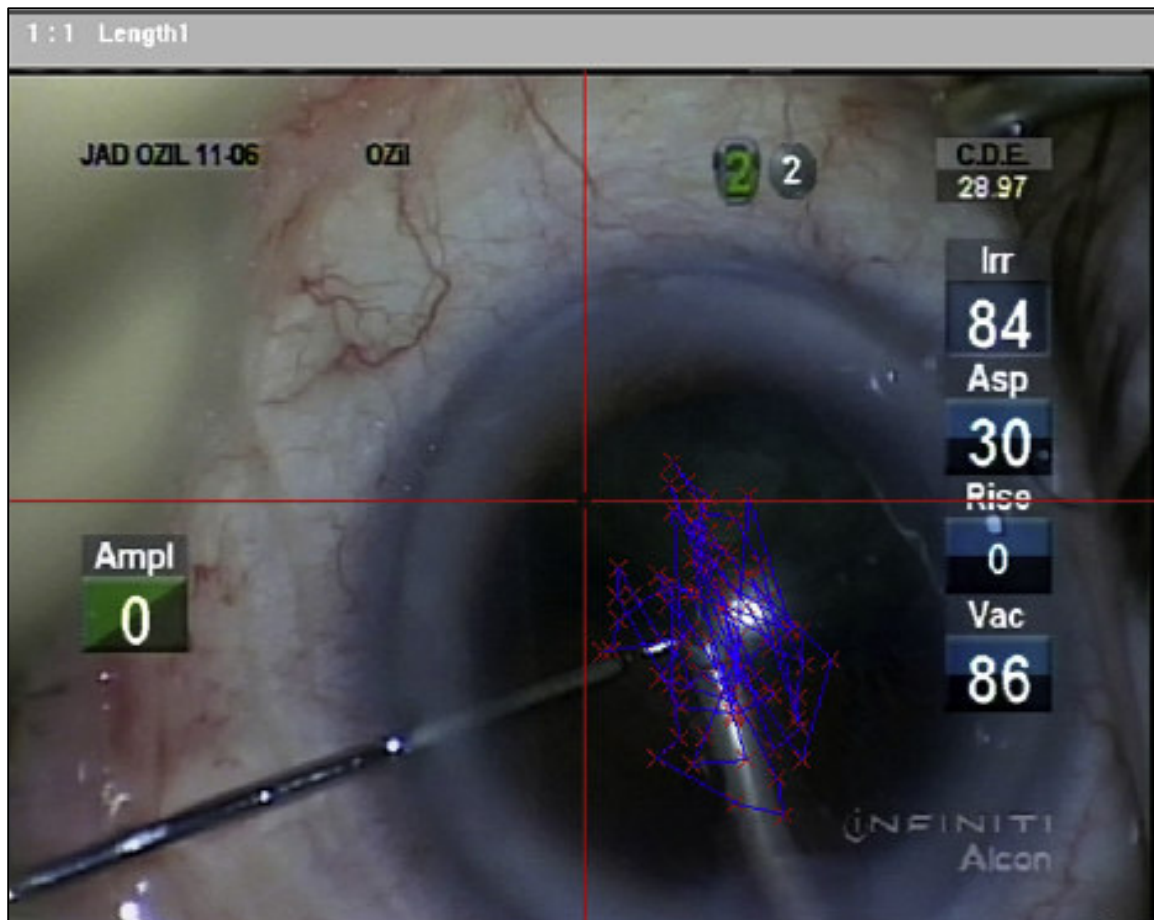 1 : 1 Length1
JAD OZIL 11-06 OZil 2 2 C.D.E.
28.97
Irr
84
Asp
30
Rise
0
Ampl
0
Vac
86
iNFINITI
Alcon